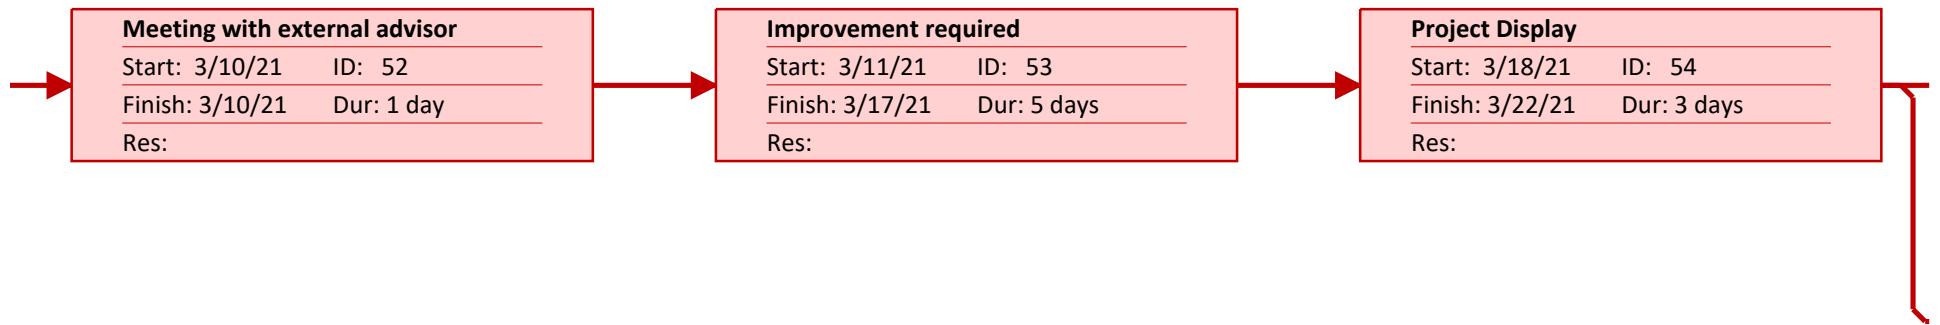 Meeting with external advisor
Start: 3/10/21 ID: 52
Finish: 3/10/21 Dur: 1 day
Res:
Improvement required
Start: 3/11/21 ID: 53
Finish: 3/17/21 Dur: 5 days
Res:
Project Display
Start: 3/18/21 ID: 54
Finish: 3/22/21 Dur: 3 days
Res: